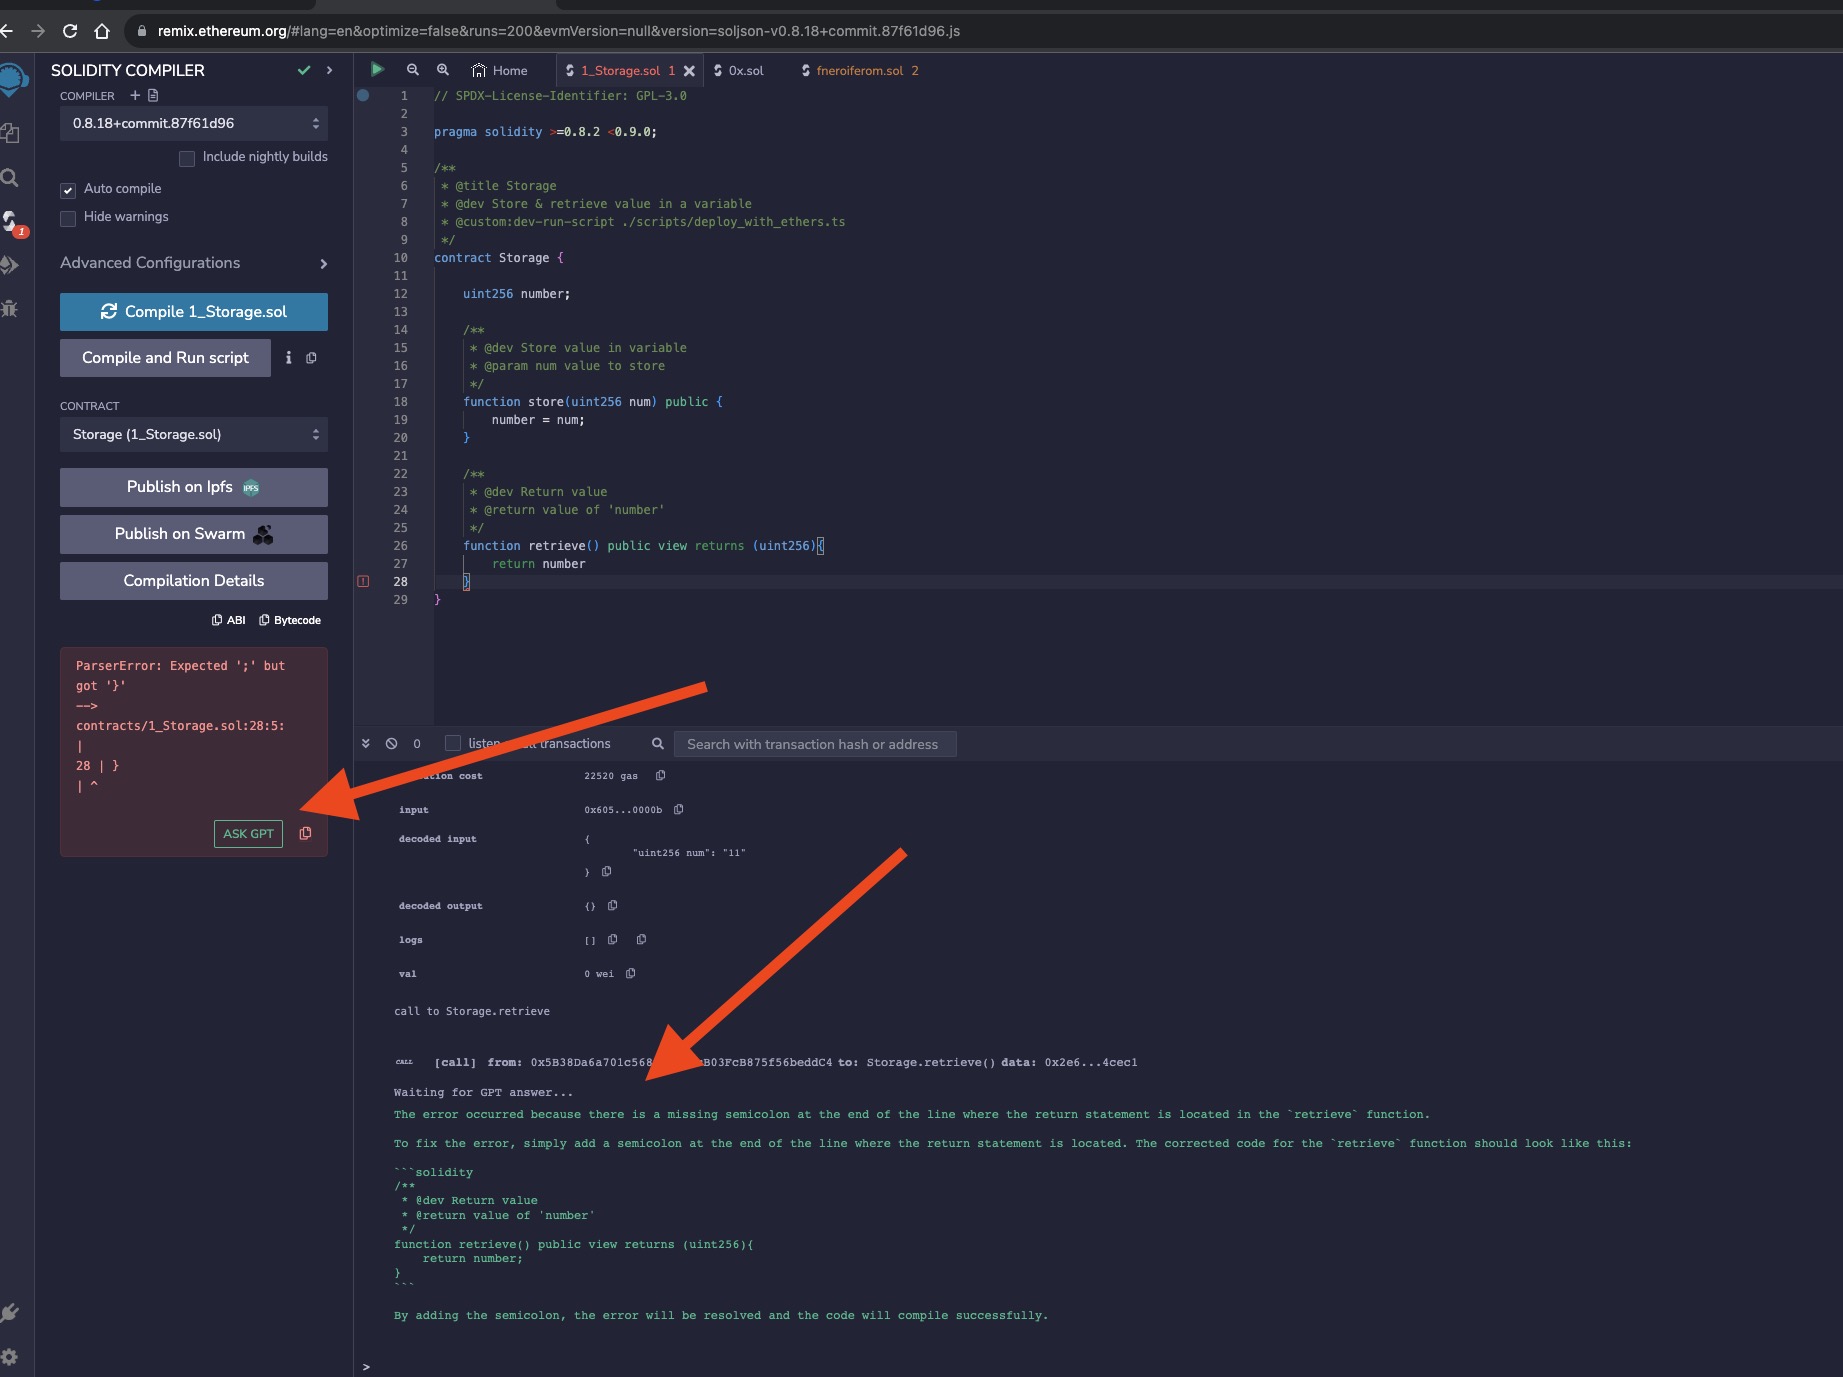 remix.ethereum.org/#lang=en&optimize=false&runs=200&evmVersion=null&version=soljson-v0.8.18+commit.87f61d96.js
SOLIDITY COMPILER
COMPILER
0.8.18+commit.87f61d96
Include nightly builds
Auto compile
Hide warnings
1
Advanced Configurations
Compile 1_Storage.sol
Compile and Run script
i
CONTRACT
Storage (1_Storage.sol)
Publish on Ipfs IPFS
Publish on Swarm
Compilation Details
ABI Bytecode
ParserError: Expected ';' but
got '}'
-->
contracts/1_Storage.sol:28:5:
|
28 | }
| ^
ASK GPT
Home 1_Storage.sol 1 0x.sol fneroiferom.sol 2
1 // SPDX-License-Identifier: GPL-3.0
2
3 pragma solidity >=0.8.2 <0.9.0;
4
5 /**
6 * @title Storage
7 * @dev Store & retrieve value in a variable
8 * @custom:dev-run-script ./scripts/deploy_with_ethers.ts
9 */
10 contract Storage {
11
12 uint256 number;
13
14 /**
15 * @dev Store value in variable
16 * @param num value to store
17 */
18 function store(uint256 num) public {
19 number = num;
20 }
21
22 /**
23 * @dev Return value
24 * @return value of 'number'
25 */
26 function retrieve() public view returns (uint256){
27 return number
28 }
29 }
0 listen transactions Search with transaction hash or address
cost 22520 gas
input 0x605...0000b
decoded input {
"uint256 num": "11"
}
decoded output {}
logs []
val 0 wei
call to Storage.retrieve
CALL [call] from: 0x5B38Da6a701c568 B03FcB875f56beddC4 to: Storage.retrieve() data: 0x2e6...4cec1
Waiting for GPT answer...
The error occurred because there is a missing semicolon at the end of the line where the return statement is located in the `retrieve` function.
To fix the error, simply add a semicolon at the end of the line where the return statement is located. The corrected code for the `retrieve` function should look like this:
```solidity
/**
* @dev Return value
* @return value of 'number'
*/
function retrieve() public view returns (uint256){
return number;
}
```
By adding the semicolon, the error will be resolved and the code will compile successfully.
>